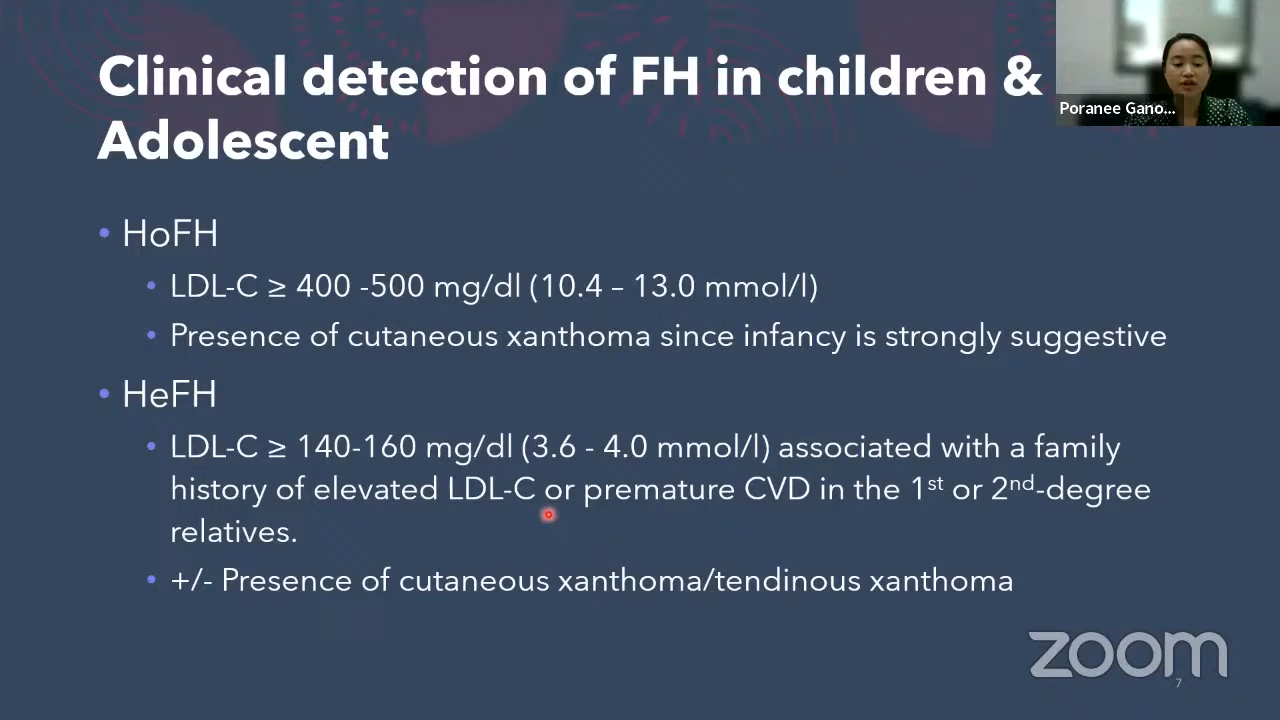 Clinical detection of FH in children &
Adolescent
Poranee Gano...
• HoFH
• LDL-C ≥ 400 -500 mg/dl (10.4 – 13.0 mmol/l)
• Presence of cutaneous xanthoma since infancy is strongly suggestive
• HeFH
• LDL-C ≥ 140-160 mg/dl (3.6 - 4.0 mmol/l) associated with a family
history of elevated LDL-C or premature CVD in the 1st or 2nd-degree
relatives.
• +/- Presence of cutaneous xanthoma/tendinous xanthoma
zoom
7